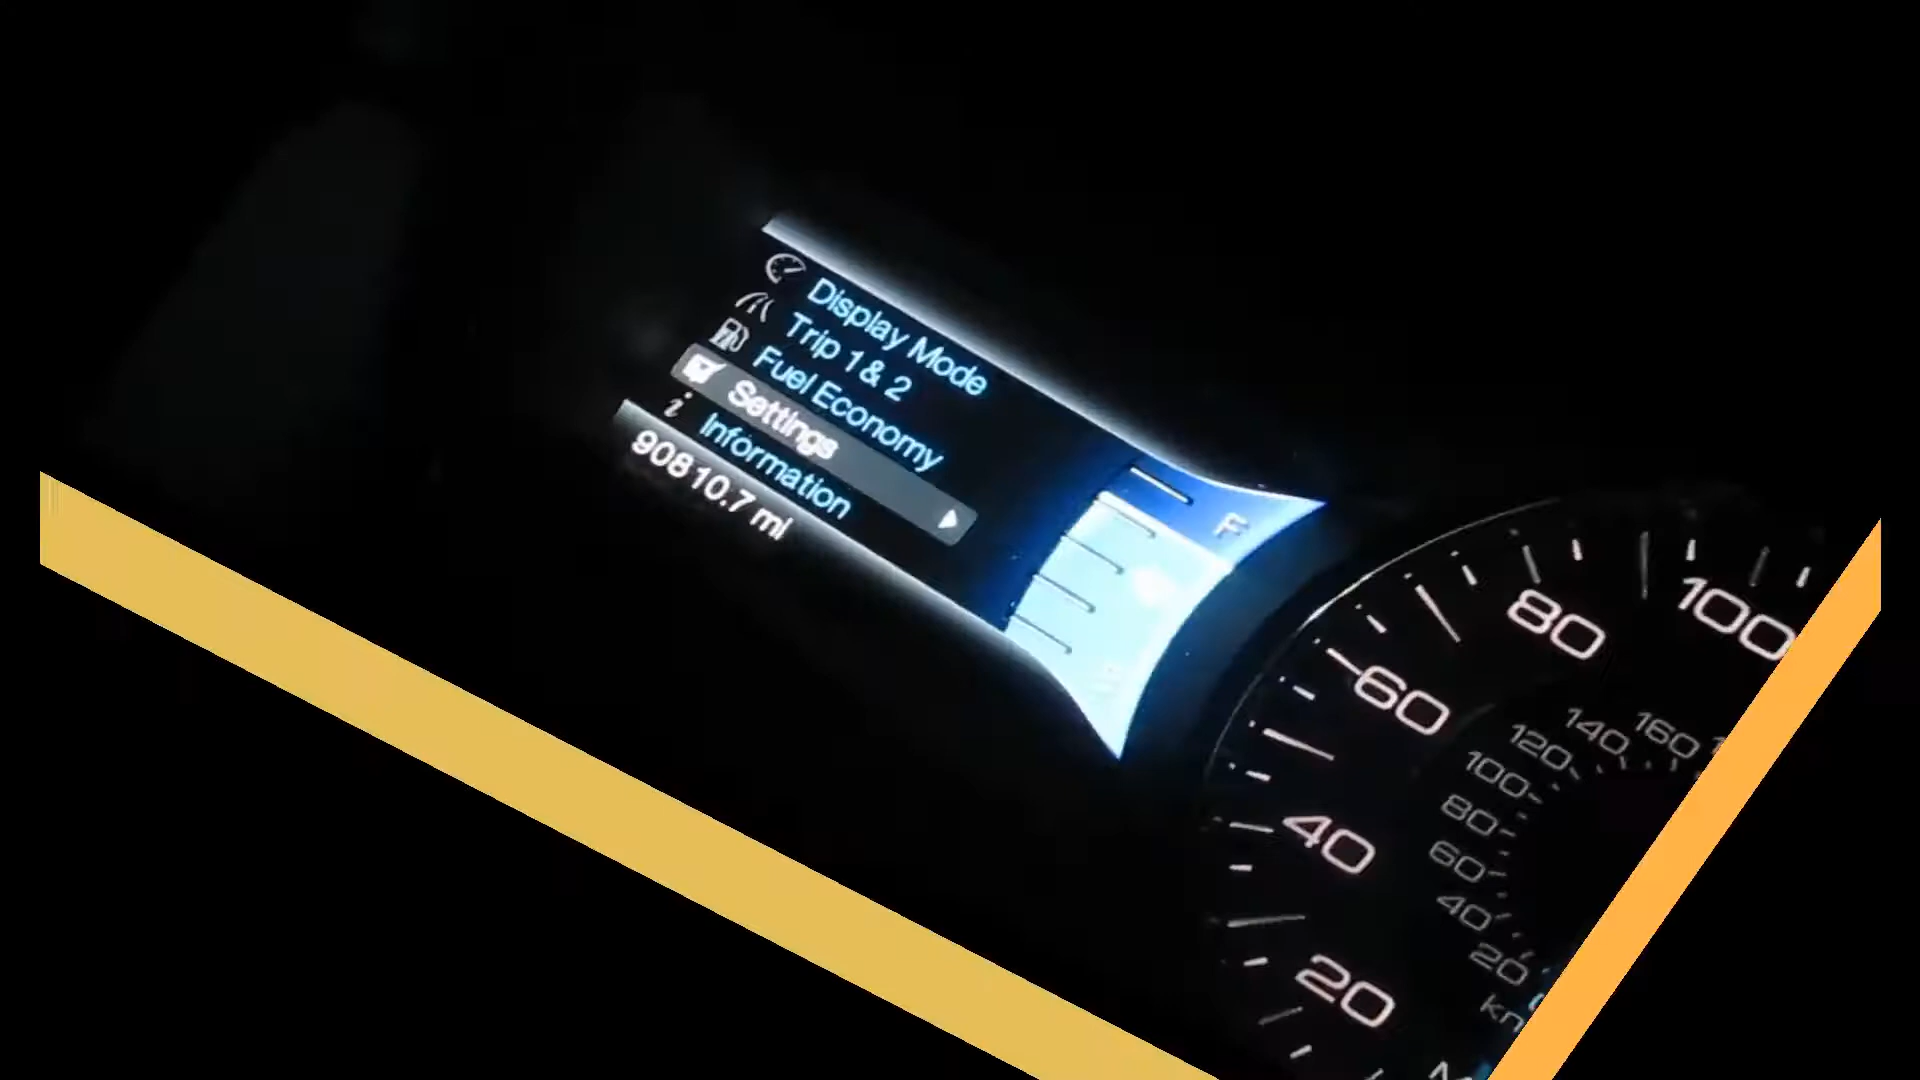 Display Mode
Trip 1 & 2
Fuel Economy
Settings
i Information
90810.7 mi
F
100
80
60
40
20
160
140
120
100
80
60
40
20